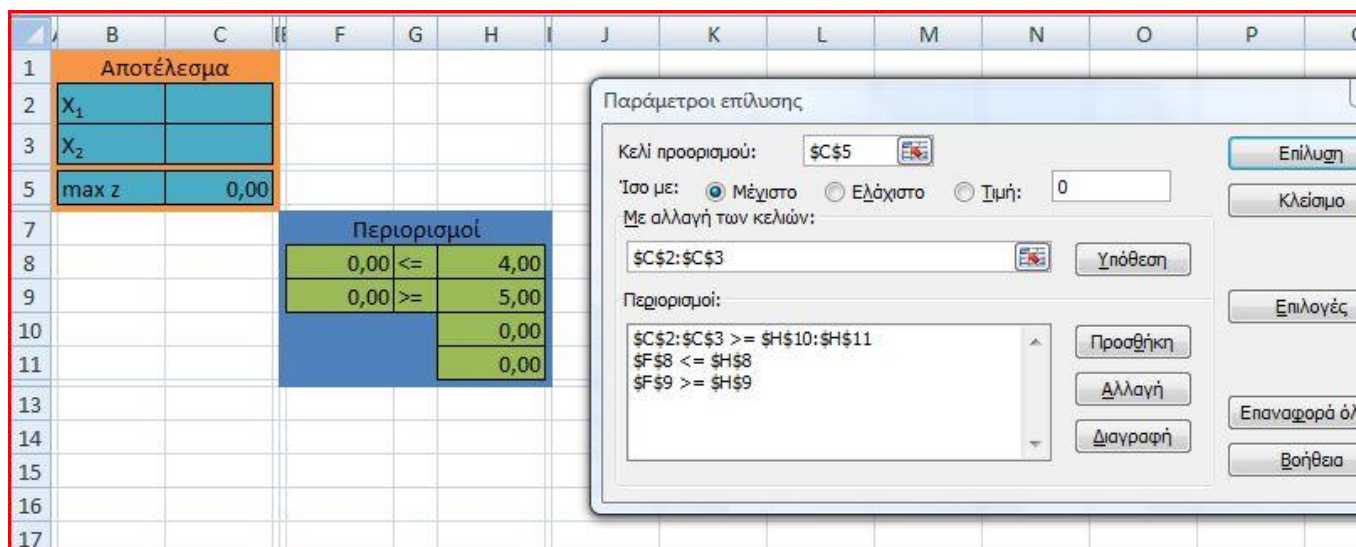 B C F G H J K L M N O P
1 Αποτέλεσμα
2 X₁
3 X₂
5 max z 0,00
7 Περιορισμοί
8 0,00 <= 4,00
9 0,00 >= 5,00
10 0,00
11 0,00
13
14
15
16
17
Παράμετροι επίλυσης
Κελί προορισμού: $C$5
Ίσο με: Μέγιστο Ελάχιστο Τιμή: 0
Με αλλαγή των κελιών:
$C$2:$C$3 Υπόθεση
Περιορισμοί:
$C$2:$C$3 >= $H$10:$H$11
$F$8 <= $H$8
$F$9 >= $H$9
Προσθήκη
Αλλαγή
Διαγραφή
Επίλυση
Κλείσιμο
Επιλογές
Επαναφορά
Βοήθεια